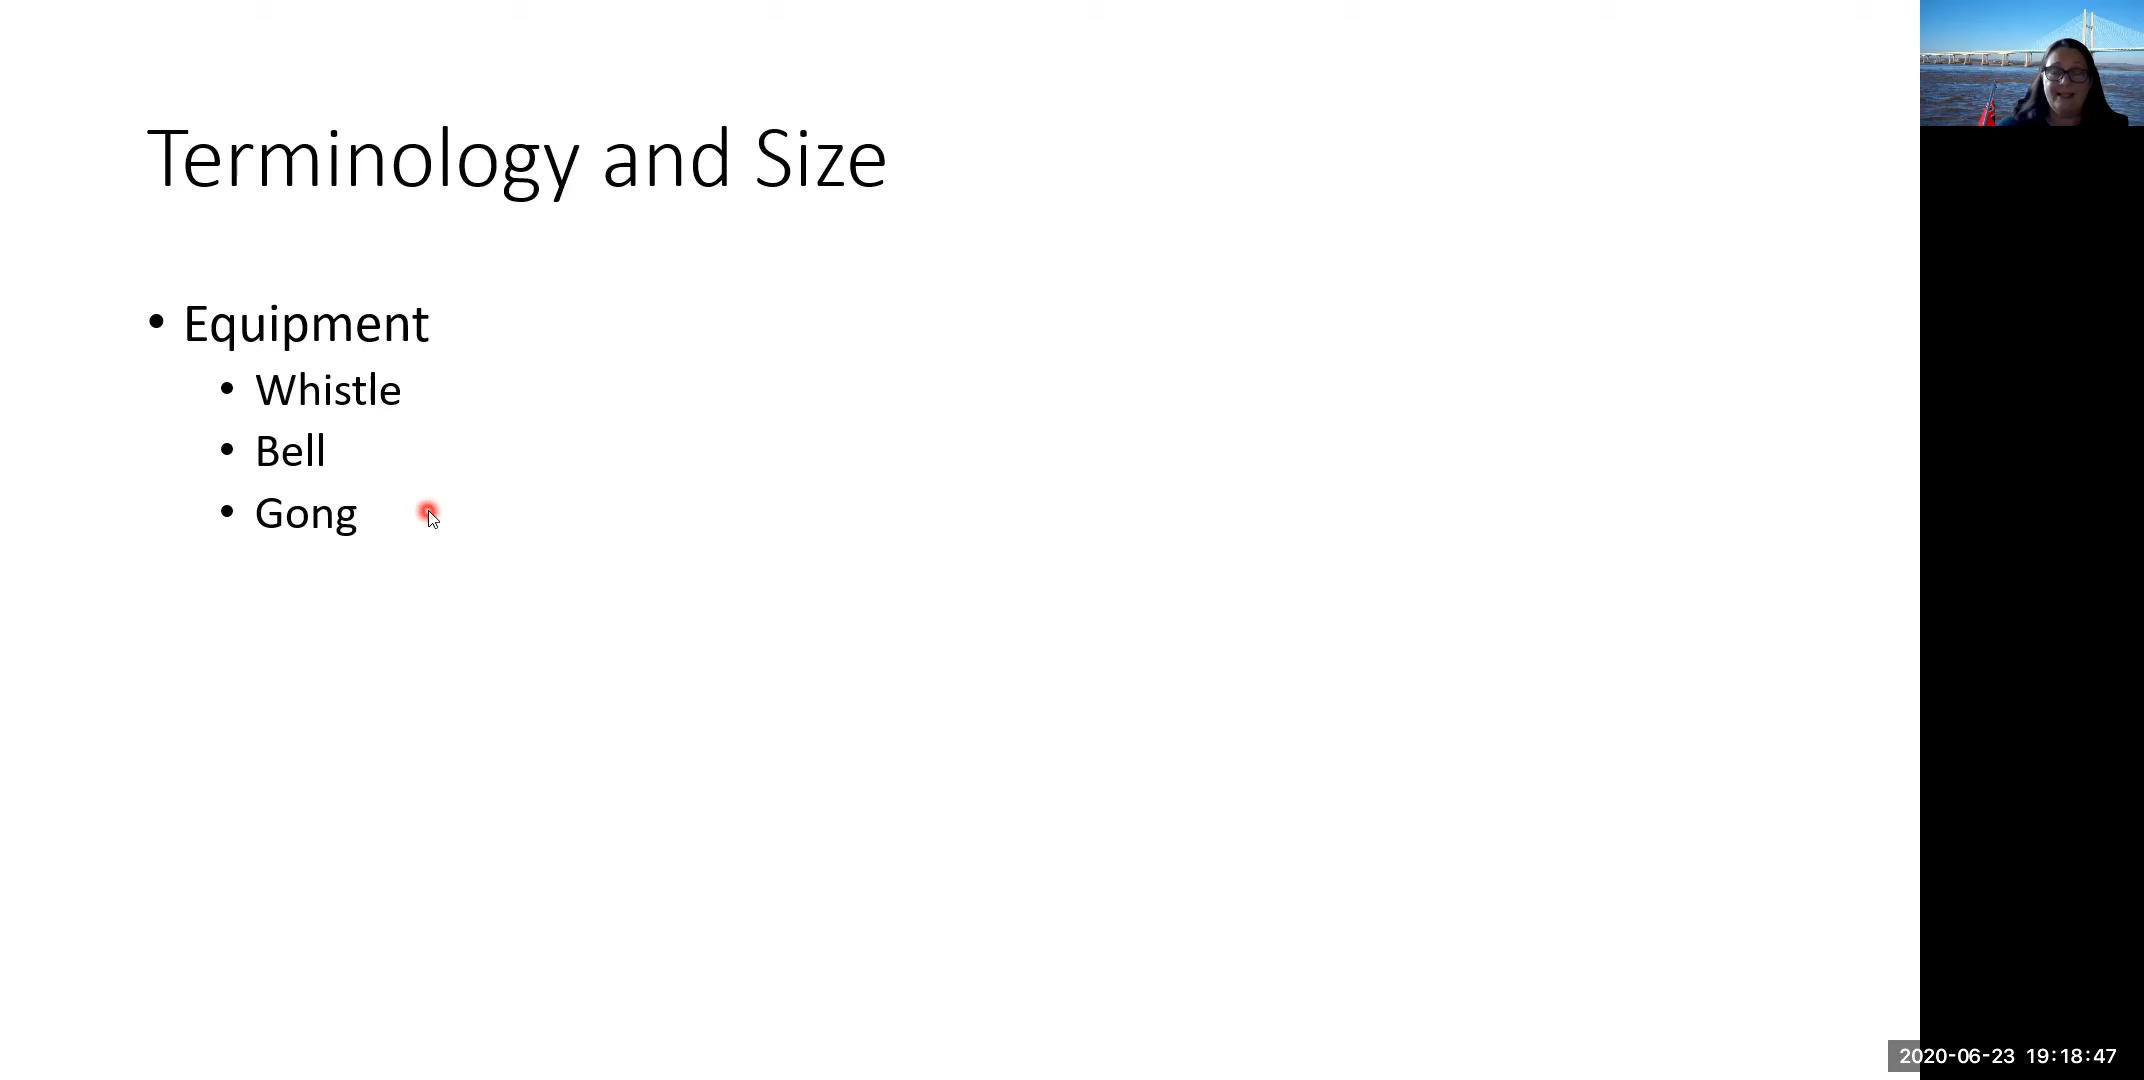 Terminology and Size
• Equipment
• Whistle
• Bell
• Gong
2020-06-23 19:18:47